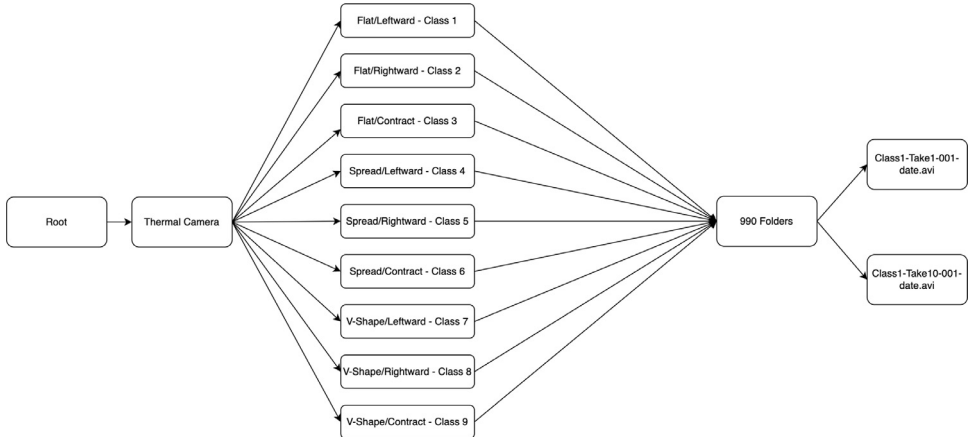 Flat/Leftward - Class 1
Flat/Rightward - Class 2
Flat/Contract - Class 3
Spread/Leftward - Class 4
Root
Thermal Camera
Spread/Rightward - Class 5
Spread/Contract - Class 6
V-Shape/Leftward - Class 7
V-Shape/Rightward - Class 8
V-Shape/Contract - Class 9
990 Folders
Class1-Take1-001-
date.avi
Class1-Take10-001-
date.avi